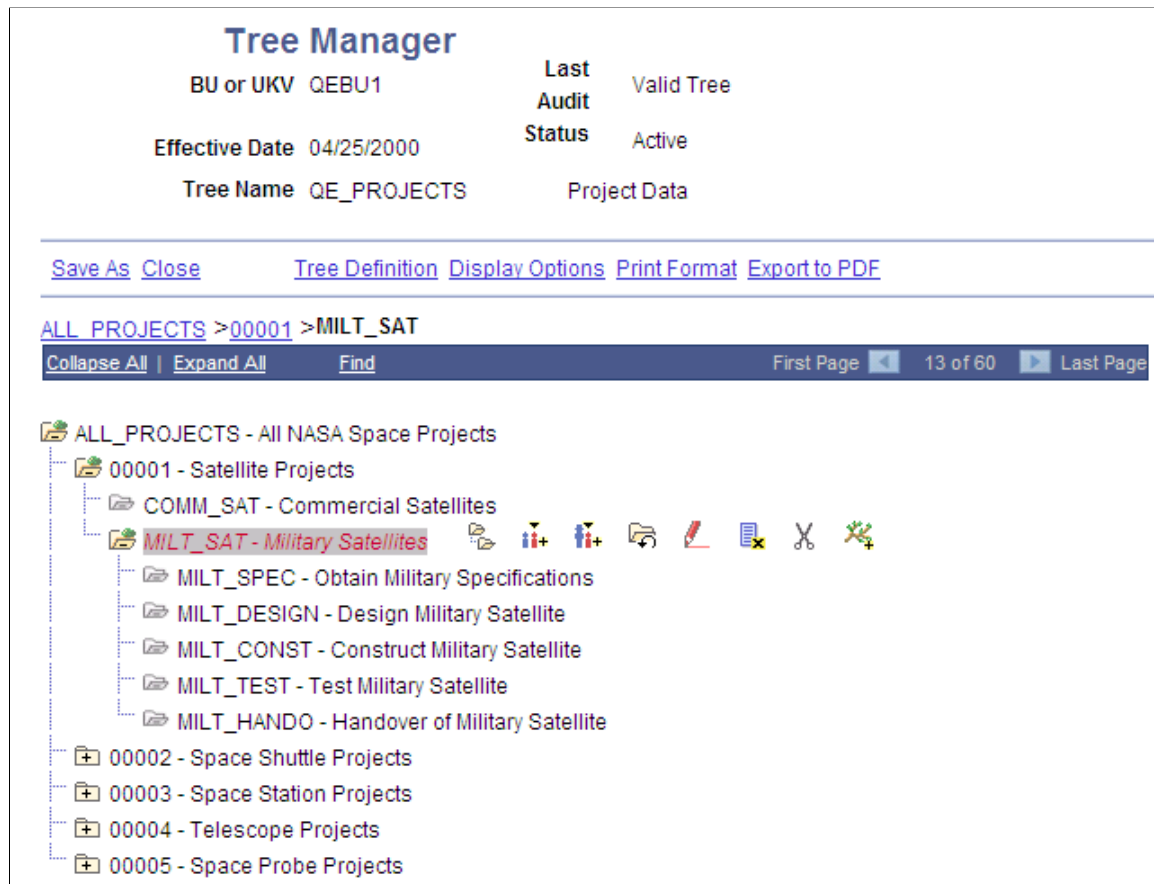 Tree Manager
BU or UKV QEBU1 Last Audit Valid Tree
Effective Date 04/25/2000 Status Active
Tree Name QE_PROJECTS Project Data
Save As Close Tree Definition Display Options Print Format Export to PDF
ALL_PROJECTS >00001 >MILT_SAT
Collapse All | Expand All Find First Page 13 of 60 Last Page
ALL_PROJECTS - All NASA Space Projects
00001 - Satellite Projects
COMM_SAT - Commercial Satellites
MILT_SAT - Military Satellites
MILT_SPEC - Obtain Military Specifications
MILT_DESIGN - Design Military Satellite
MILT_CONST - Construct Military Satellite
MILT_TEST - Test Military Satellite
MILT_HANDO - Handover of Military Satellite
00002 - Space Shuttle Projects
00003 - Space Station Projects
00004 - Telescope Projects
00005 - Space Probe Projects